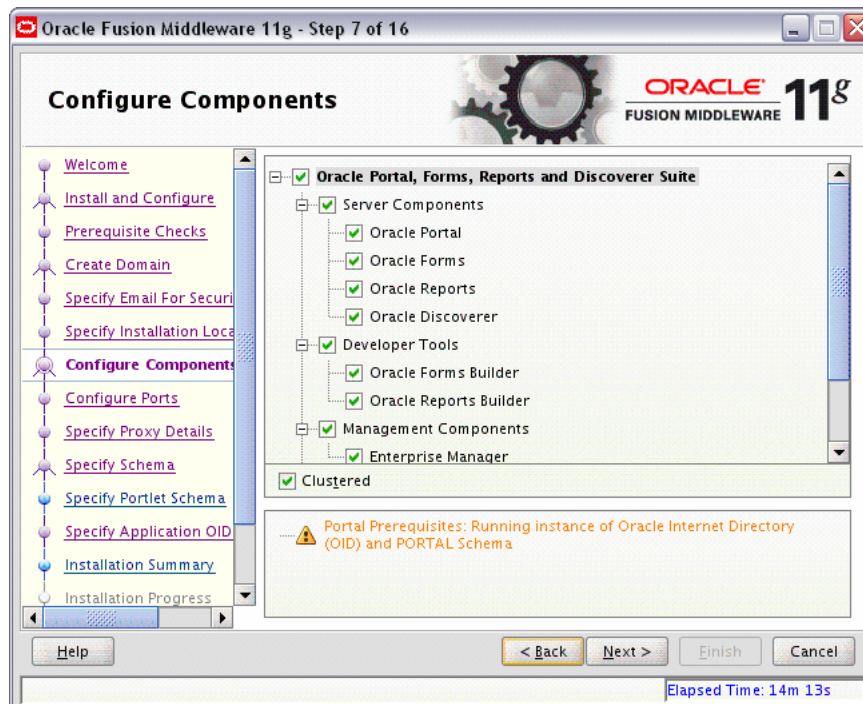 Oracle Fusion Middleware 11g - Step 7 of 16
Configure Components
ORACLE
FUSION MIDDLEWARE 11g
Welcome
Install and Configure
Prerequisite Checks
Create Domain
Specify Email For Securi
Specify Installation Loca
Configure Components
Configure Ports
Specify Proxy Details
Specify Schema
Specify Portlet Schema
Specify Application OID
Installation Summary
Installation Progress
Oracle Portal, Forms, Reports and Discoverer Suite
Server Components
Oracle Portal
Oracle Forms
Oracle Reports
Oracle Discoverer
Developer Tools
Oracle Forms Builder
Oracle Reports Builder
Management Components
Enterprise Manager
Clustered
Portal Prerequisites: Running instance of Oracle Internet Directory
(OID) and PORTAL Schema
Help
< Back
Next >
Finish
Cancel
Elapsed Time: 14m 13s